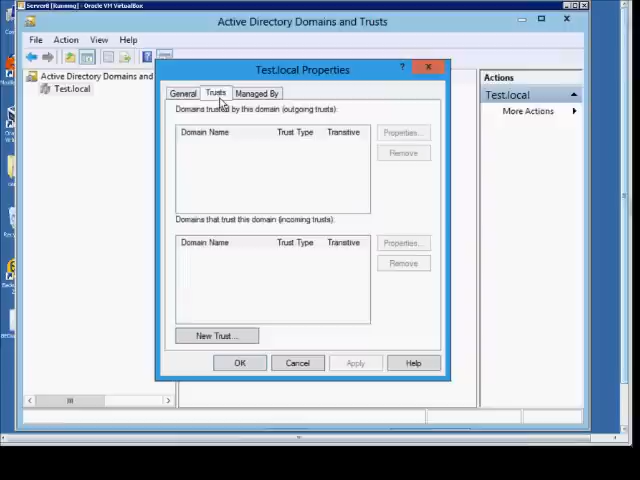 Server8 [Running] - Oracle VM VirtualBox
Active Directory Domains and Trusts
File Action View Help
Active Directory Domains and
Test.local
Test.local Properties
? x
General Trusts Managed By
Domains trusted by this domain (outgoing trusts):
Domain Name Trust Type Transitive
Properties...
Remove
Domains that trust this domain (incoming trusts):
Domain Name Trust Type Transitive
Properties...
Remove
New Trust...
OK Cancel Apply Help
Actions
Test.local
More Actions